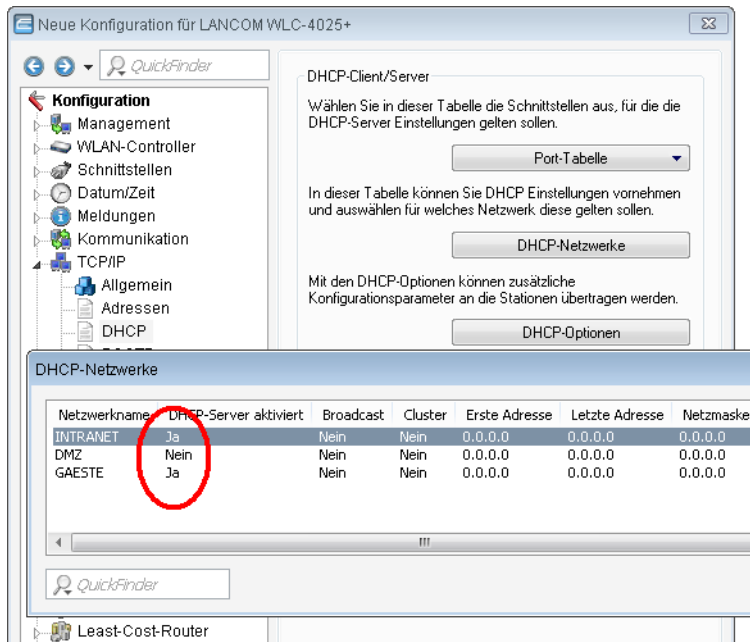 Neue Konfiguration für LANCOM WLC-4025+
QuickFinder
Konfiguration
Management
WLAN-Controller
Schnittstellen
Datum/Zeit
Meldungen
Kommunikation
TCP/IP
Allgemein
Adressen
DHCP
DHCP-Client/Server
Wählen Sie in dieser Tabelle die Schnittstellen aus, für die die
DHCP-Server Einstellungen gelten sollen.
Port-Tabelle
In dieser Tabelle können Sie DHCP Einstellungen vornehmen
und auswählen für welches Netzwerk diese gelten sollen.
DHCP-Netzwerke
Mit den DHCP-Optionen können zusätzliche
Konfigurationsparameter an die Stationen übertragen werden.
DHCP-Optionen
DHCP-Netzwerke
Netzwerkname DHCP-Server aktiviert Broadcast Cluster Erste Adresse Letzte Adresse Netzmaske
INTRANET Ja Nein Nein 0.0.0.0 0.0.0.0 0.0.0.0
DMZ Nein Nein Nein 0.0.0.0 0.0.0.0 0.0.0.0
GAESTE Ja Nein Nein 0.0.0.0 0.0.0.0 0.0.0.0
QuickFinder
Least-Cost-Router